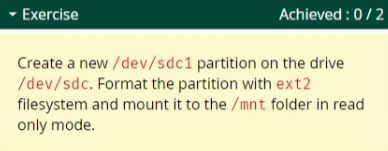 Exercise Achieved : 0 / 2
Create a new /dev/sdc1 partition on the drive
/dev/sdc. Format the partition with ext2
filesystem and mount it to the /mnt folder in read
only mode.